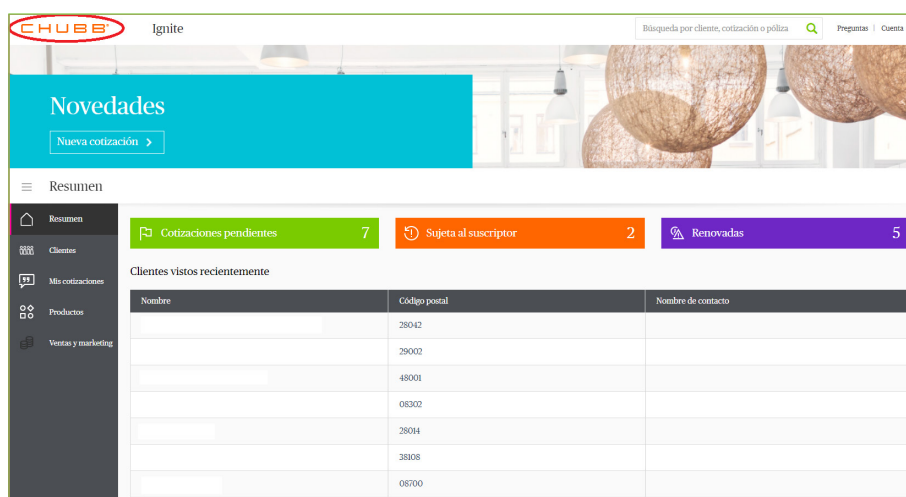 CHUBB®
Ignite
Búsqueda por cliente, cotización o póliza
Preguntas | Cuenta
Novedades
Nueva cotización >
Resumen
Resumen
Clientes
Mis cotizaciones
Productos
Ventas y marketing
Cotizaciones pendientes 7
Sujeta al suscriptor 2
Renovadas 5
Clientes vistos recientemente
Nombre Código postal Nombre de contacto
28042
29002
48001
08302
28014
38108
08700